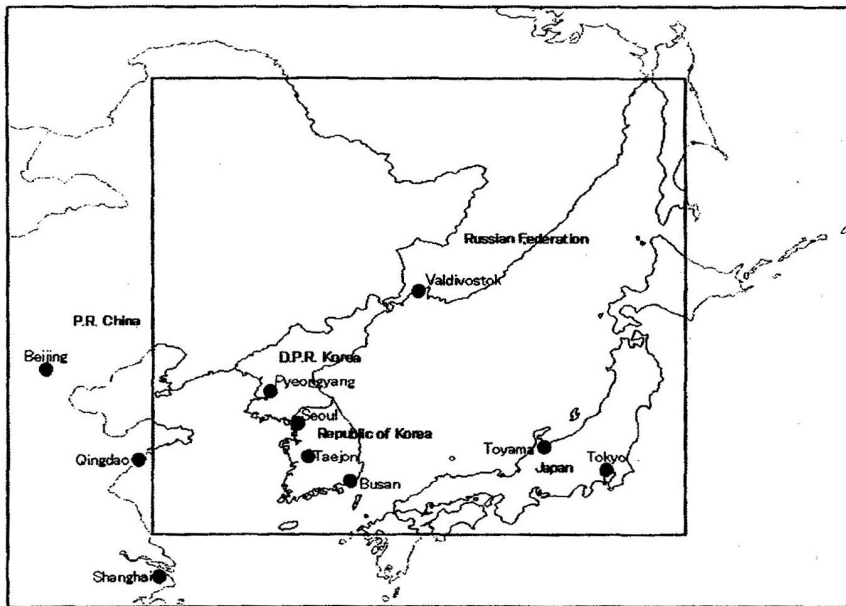 Russian Federation
Valdivostok
P.R. China
Beijing
D.P.R. Korea
Pyeongyang
Seoul
Republic of Korea
Toyama
Tokyo
Qingdao
Taejon
Japan
Busan
Shanghai